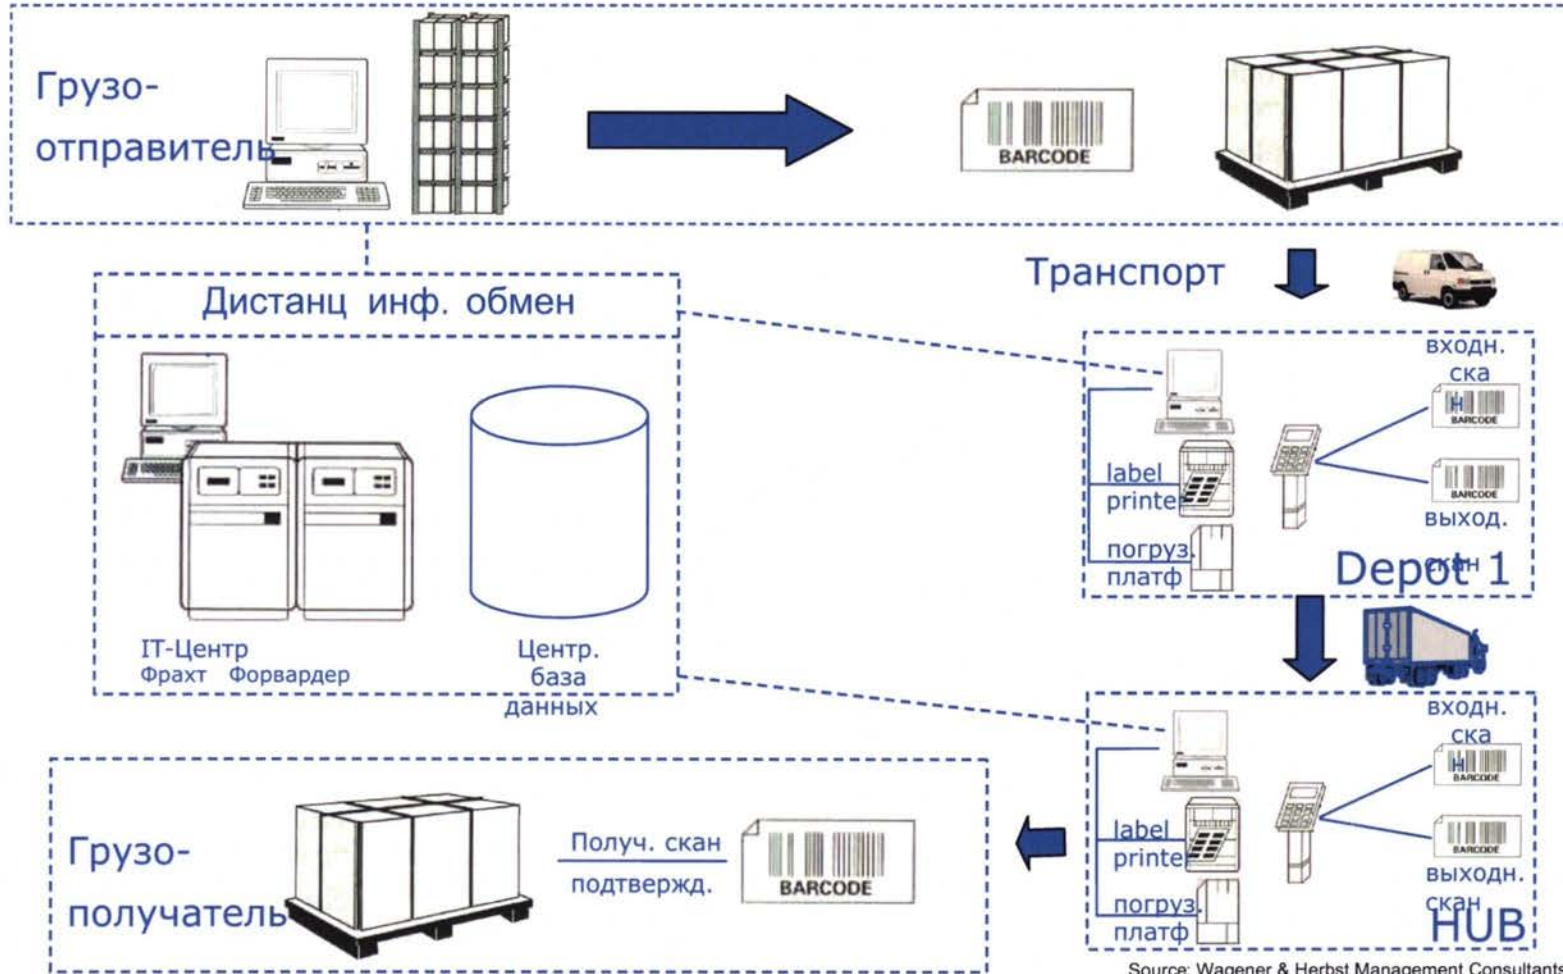 Грузо-
отправитель
BARCODE
Транспорт
Дистанц инф. обмен
IT-Центр
Фрахт Форвардер
Центр.
база
данных
входн.
ска
н
BARCODE
label
printer
BARCODE
выход.
скан
погруз.
платф
Depot 1
входн.
ска
н
BARCODE
label
printer
BARCODE
выходн.
скан
погруз.
платф
HUB
Грузо-
получатель
Получ. скан
подтвержд.
BARCODE
Source: Wagener & Herbst Management Consultants